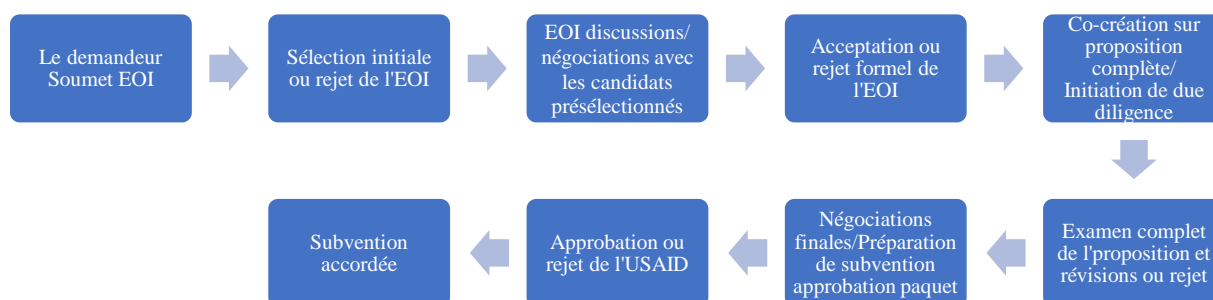 Le demandeur
Soumet EOI
Sélection initiale
ou rejet de l'EOI
EOI discussions/
négociations avec
les candidats
présélectionnés
Acceptation ou
rejet formel de
l'EOI
Co-création sur
proposition
complète/
Initiation de due
diligence
Examen complet
de l'proposition et
révisions ou rejet
Négociations
finales/Préparation
de subvention
approbation paquet
Approbation ou
rejet de l'USAID
Subvention
accordée